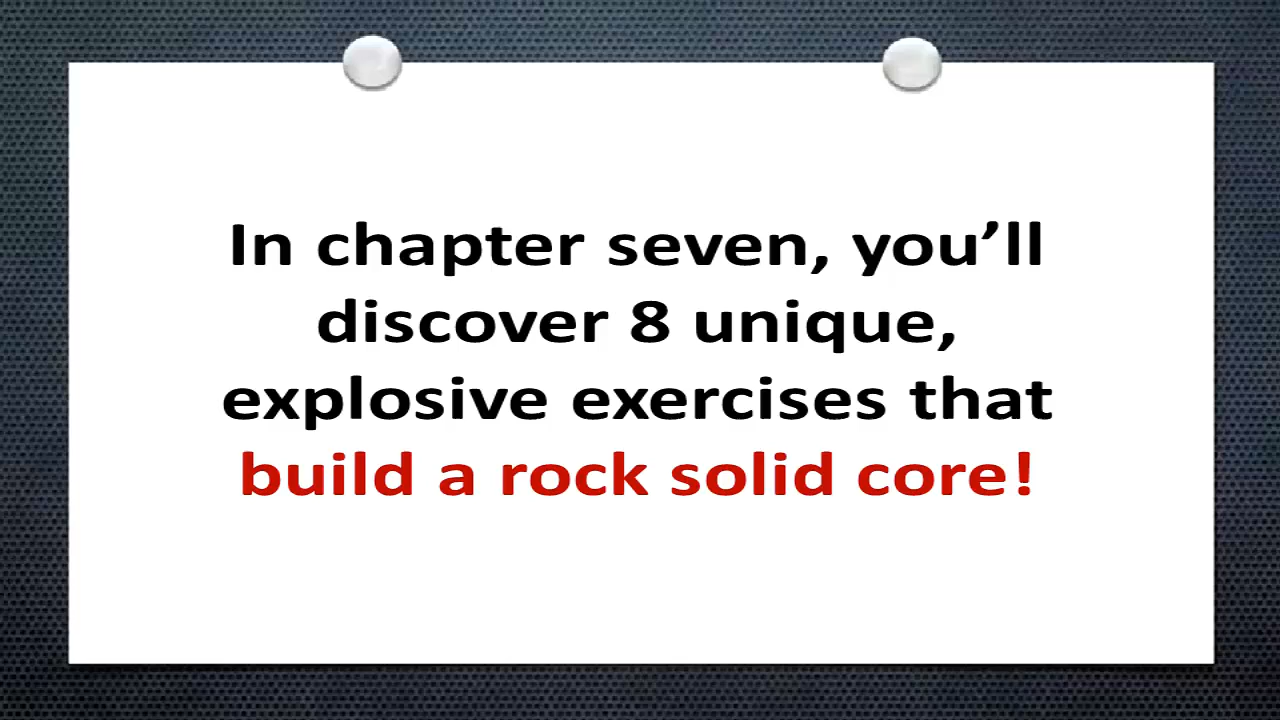 In chapter seven, you’ll
discover 8 unique,
explosive exercises that
build a rock solid core!